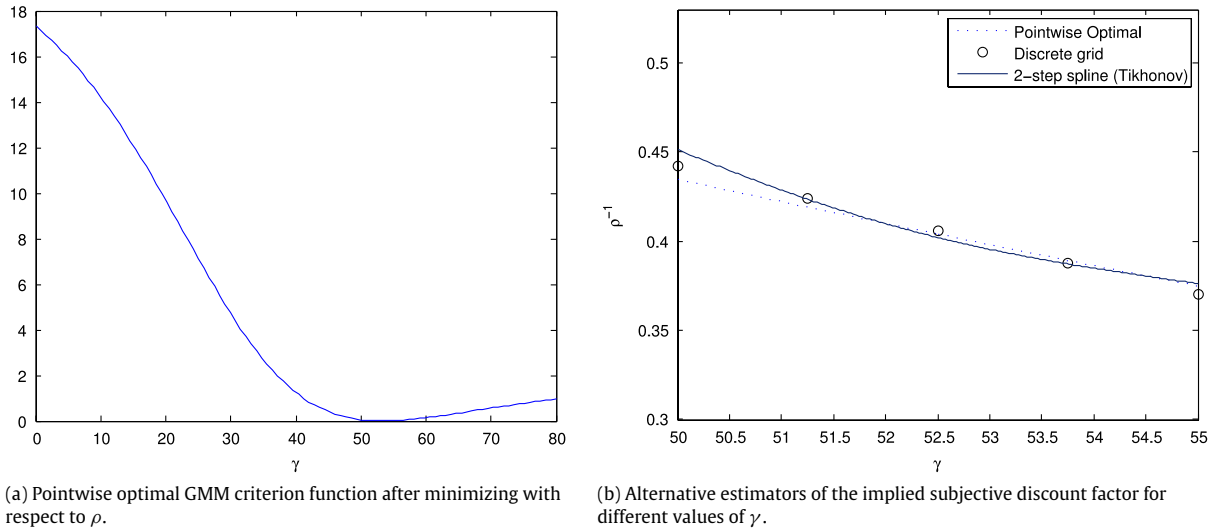 18
16
14
12
10
8
6
4
2
0
0 10 20 30 40 50 60 70 80
γ
(a) Pointwise optimal GMM criterion function after minimizing with
respect to ρ.
Pointwise Optimal
Discrete grid
2-step spline (Tikhonov)
0.5
0.45
0.4
0.35
0.3
ρ⁻¹
50 50.5 51 51.5 52 52.5 53 53.5 54 54.5 55
γ
(b) Alternative estimators of the implied subjective discount factor for
different values of γ.